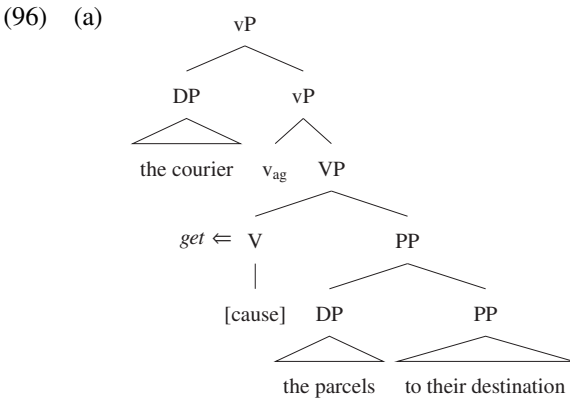 (96) (a)
vP
DP vP
the courier v_ag VP
get ⇐ V PP
[cause] DP PP
the parcels to their destination